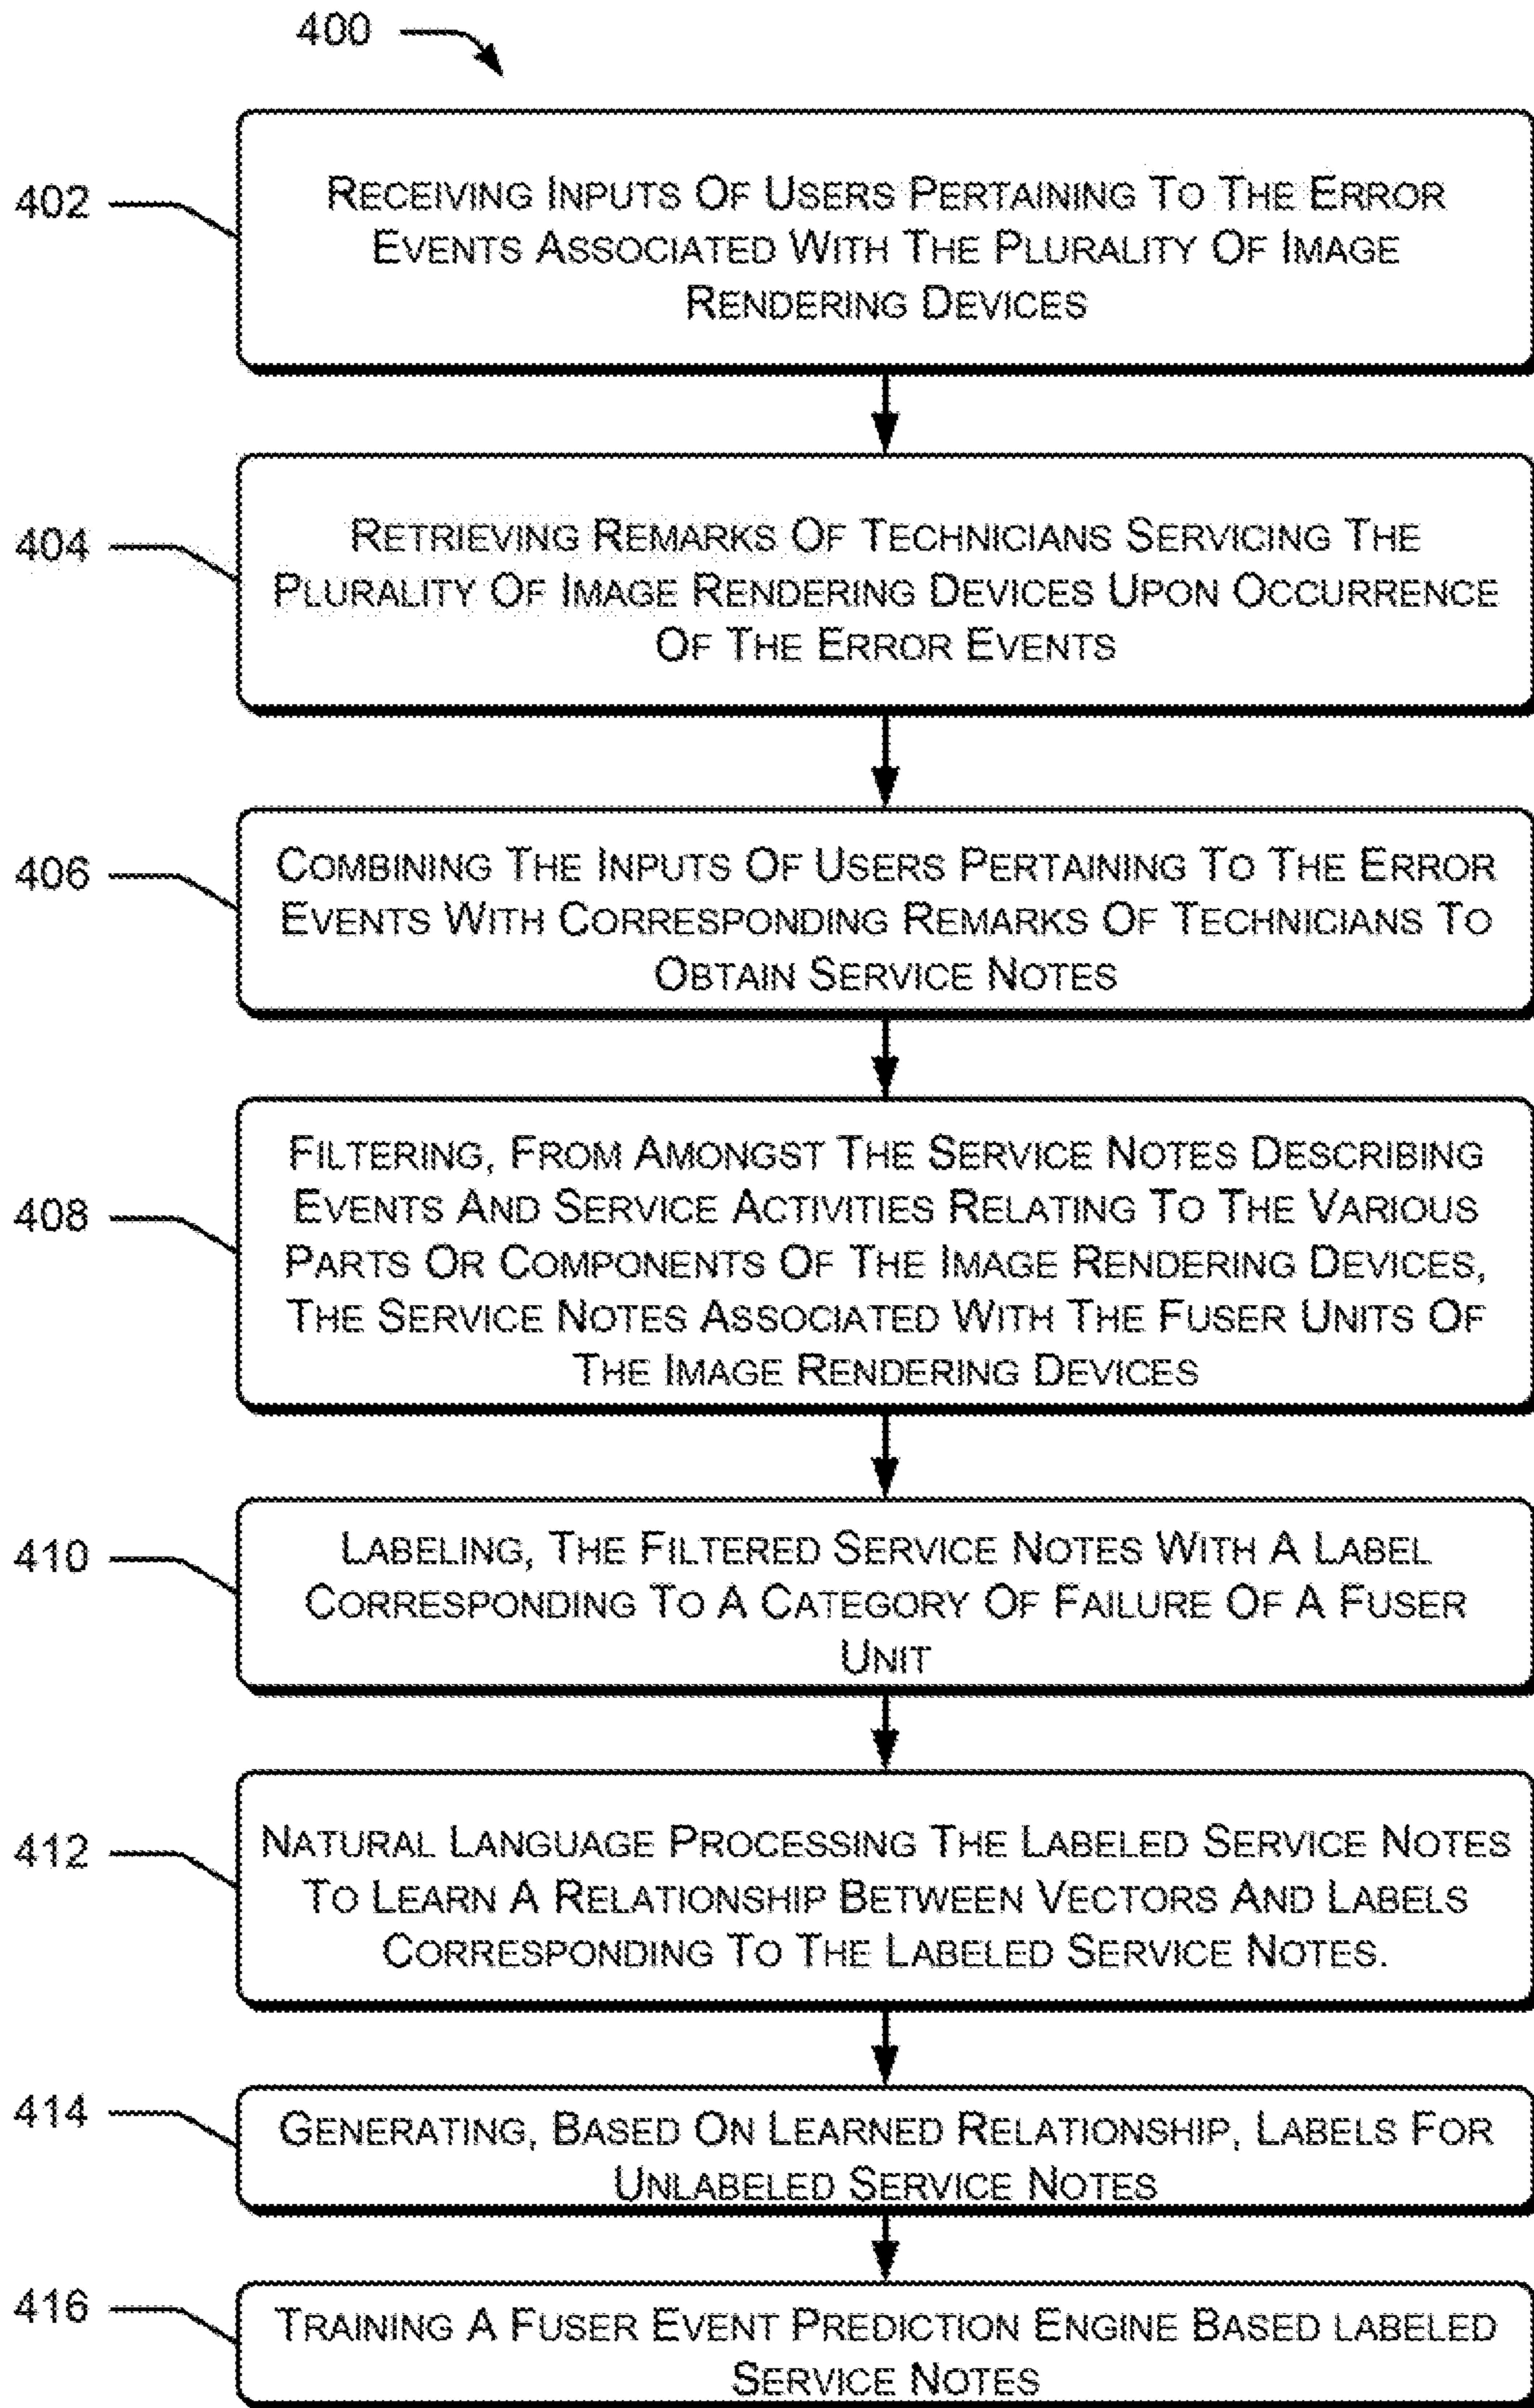 400
402
RECEIVING INPUTS OF USERS PERTAINING TO THE ERROR
EVENTS ASSOCIATED WITH THE PLURALITY OF IMAGE
RENDERING DEVICES
404
RETRIEVING REMARKS OF TECHNICIANS SERVICING THE
PLURALITY OF IMAGE RENDERING DEVICES UPON OCCURRENCE
OF THE ERROR EVENTS
406
COMBINING THE INPUTS OF USERS PERTAINING TO THE ERROR
EVENTS WITH CORRESPONDING REMARKS OF TECHNICIANS TO
OBTAIN SERVICE NOTES
408
FILTERING, FROM AMONGST THE SERVICE NOTES DESCRIBING
EVENTS AND SERVICE ACTIVITIES RELATING TO THE VARIOUS
PARTS OR COMPONENTS OF THE IMAGE RENDERING DEVICES,
THE SERVICE NOTES ASSOCIATED WITH THE FUSER UNITS OF
THE IMAGE RENDERING DEVICES
410
LABELING, THE FILTERED SERVICE NOTES WITH A LABEL
CORRESPONDING TO A CATEGORY OF FAILURE OF A FUSER
UNIT
412
NATURAL LANGUAGE PROCESSING THE LABELED SERVICE NOTES
TO LEARN A RELATIONSHIP BETWEEN VECTORS AND LABELS
CORRESPONDING TO THE LABELED SERVICE NOTES.
414
GENERATING, BASED ON LEARNED RELATIONSHIP, LABELS FOR
UNLABELED SERVICE NOTES
416
TRAINING A FUSER EVENT PREDICTION ENGINE BASED LABELED
SERVICE NOTES